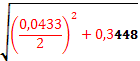 √((0,0433/2)² + 0,3448)